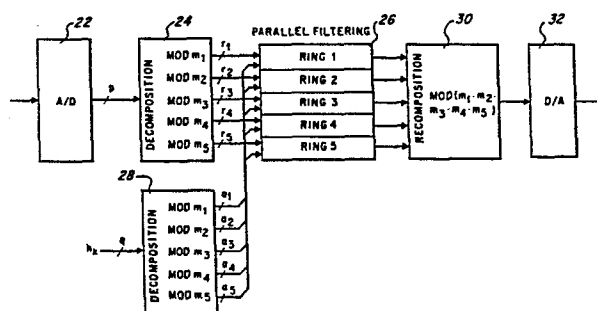 22
24
PARALLEL FILTERING
26
30
32
A/D
DECOMPOSITION
MOD m1
MOD m2
MOD m3
MOD m4
MOD m5
r1
r2
r3
r4
r5
RING 1
RING 2
RING 3
RING 4
RING 5
RECOMPOSITION
MOD(m1·m2·
m3·m4·m5)
D/A
28
DECOMPOSITION
MOD m1
MOD m2
MOD m3
MOD m4
MOD m5
a1
a2
a3
a4
a5